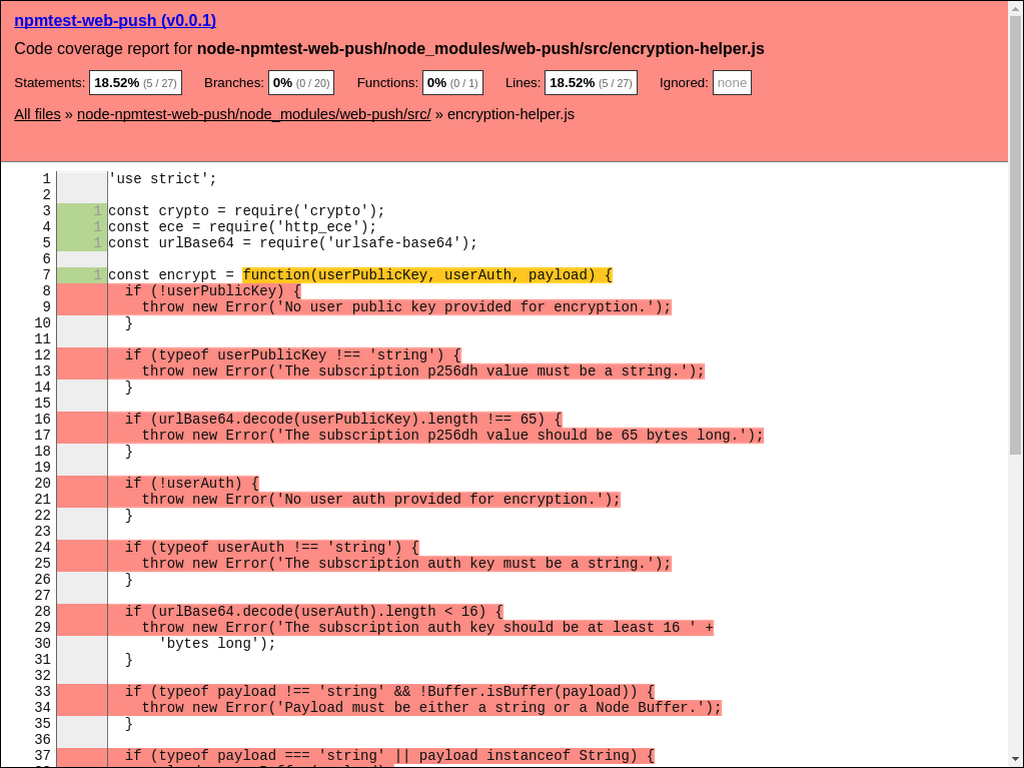 npmtest-web-push (v0.0.1)
Code coverage report for node-npmtest-web-push/node_modules/web-push/src/encryption-helper.js
Statements: 18.52% (5 / 27) Branches: 0% (0 / 20) Functions: 0% (0 / 1) Lines: 18.52% (5 / 27) Ignored: none
All files » node-npmtest-web-push/node_modules/web-push/src/ » encryption-helper.js
1 'use strict';
2
3 1 const crypto = require('crypto');
4 1 const ece = require('http_ece');
5 1 const urlBase64 = require('urlsafe-base64');
6
7 1 const encrypt = function(userPublicKey, userAuth, payload) {
8   if (!userPublicKey) {
9     throw new Error('No user public key provided for encryption.');
10   }
11
12   if (typeof userPublicKey !== 'string') {
13     throw new Error('The subscription p256dh value must be a string.');
14   }
15
16   if (urlBase64.decode(userPublicKey).length !== 65) {
17     throw new Error('The subscription p256dh value should be 65 bytes long.');
18   }
19
20   if (!userAuth) {
21     throw new Error('No user auth provided for encryption.');
22   }
23
24   if (typeof userAuth !== 'string') {
25     throw new Error('The subscription auth key must be a string.');
26   }
27
28   if (urlBase64.decode(userAuth).length < 16) {
29     throw new Error('The subscription auth key should be at least 16 ' +
30       'bytes long');
31   }
32
33   if (typeof payload !== 'string' && !Buffer.isBuffer(payload)) {
34     throw new Error('Payload must be either a string or a Node Buffer.');
35   }
36
37   if (typeof payload === 'string' || payload instanceof String) {